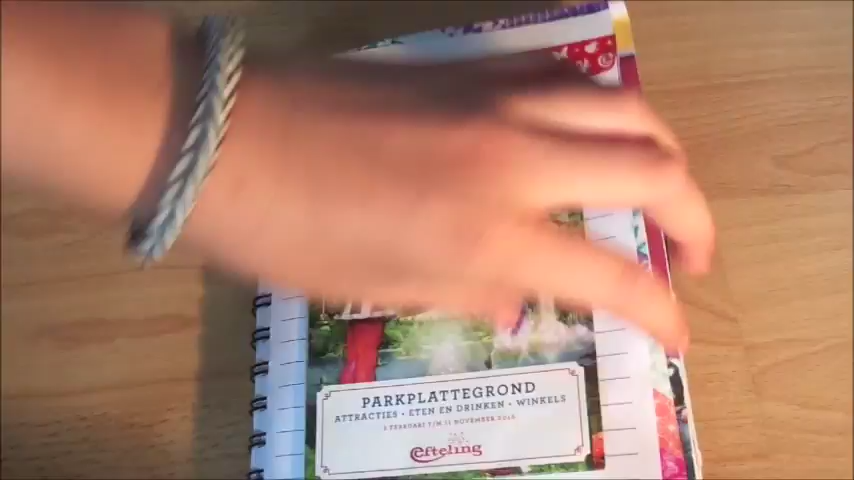 PARKPLATTEGROND
ATTRACTIES • ETEN EN DRINKEN • WINKELS
Efteling